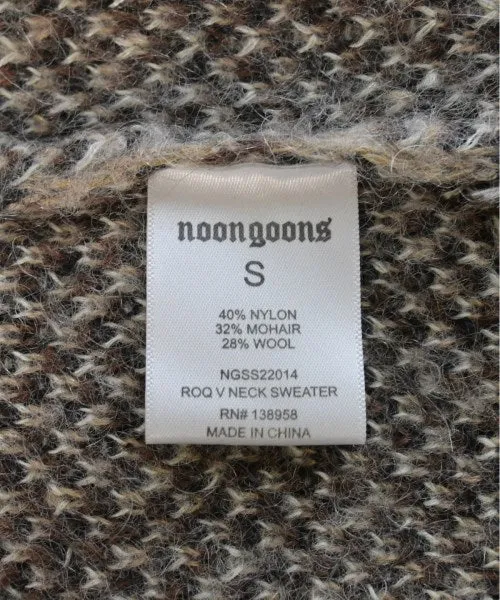 noongoons
S
40% NYLON
32% MOHAIR
28% WOOL
NGSS22014
ROQ V NECK SWEATER
RN# 138958
MADE IN CHINA